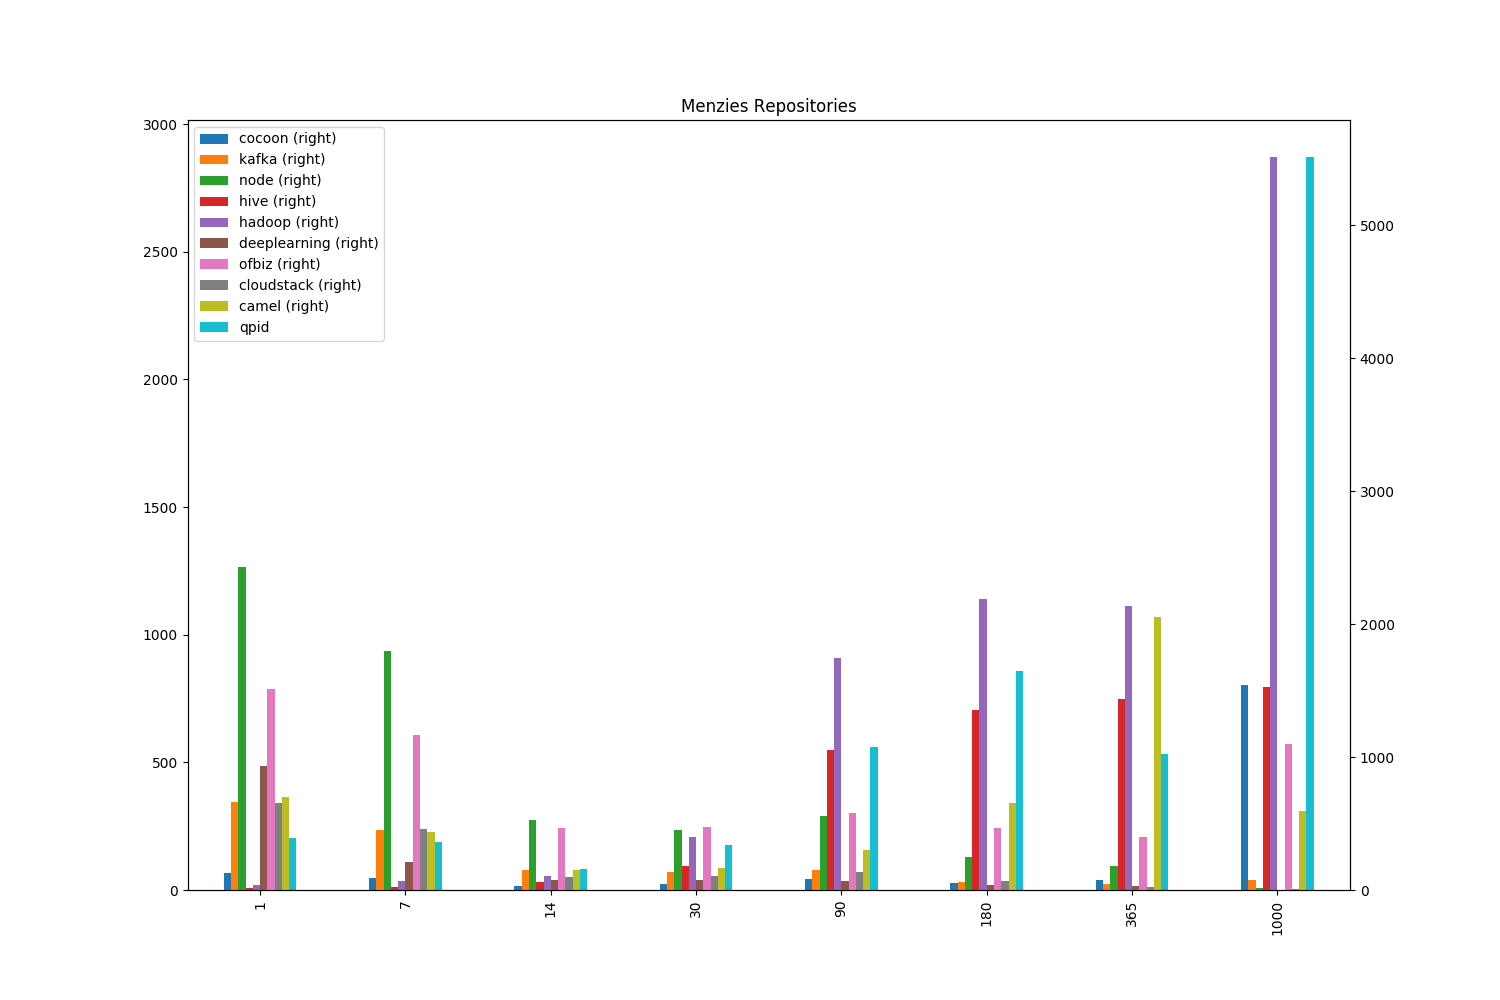 Menzies Repositories
3000
2500
2000
1500
1000
500
0
cocoon (right)
kafka (right)
node (right)
hive (right)
hadoop (right)
deeplearning (right)
ofbiz (right)
cloudstack (right)
camel (right)
qpid
5000
4000
3000
2000
1000
0
1
7
14
30
90
180
365
1000